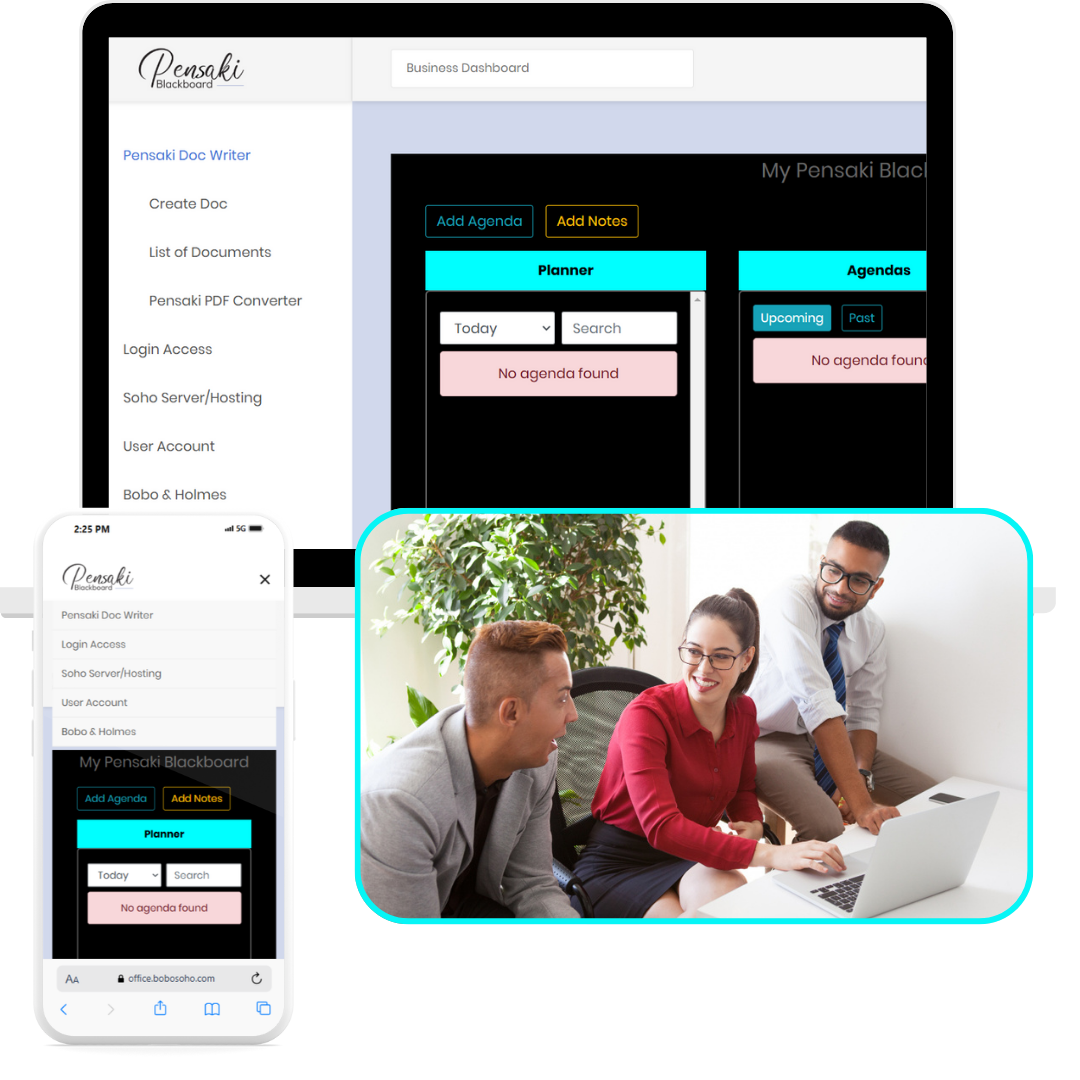 Pensaki
Blackboard
Business Dashboard
Pensaki Doc Writer
Create Doc
List of Documents
Pensaki PDF Converter
Login Access
Soho Server/Hosting
User Account
Bobo & Holmes
My Pensaki Blac
Add Agenda
Add Notes
Planner
Today
Search
No agenda found
Agendas
Upcoming
Past
No agenda foun
2:25 PM
5G
Pensaki
Blackboard
Pensaki Doc Writer
Login Access
Soho Server/Hosting
User Account
Bobo & Holmes
My Pensaki Blackboard
Add Agenda
Add Notes
Planner
Today
Search
No agenda found
AA
office.bobosoho.com